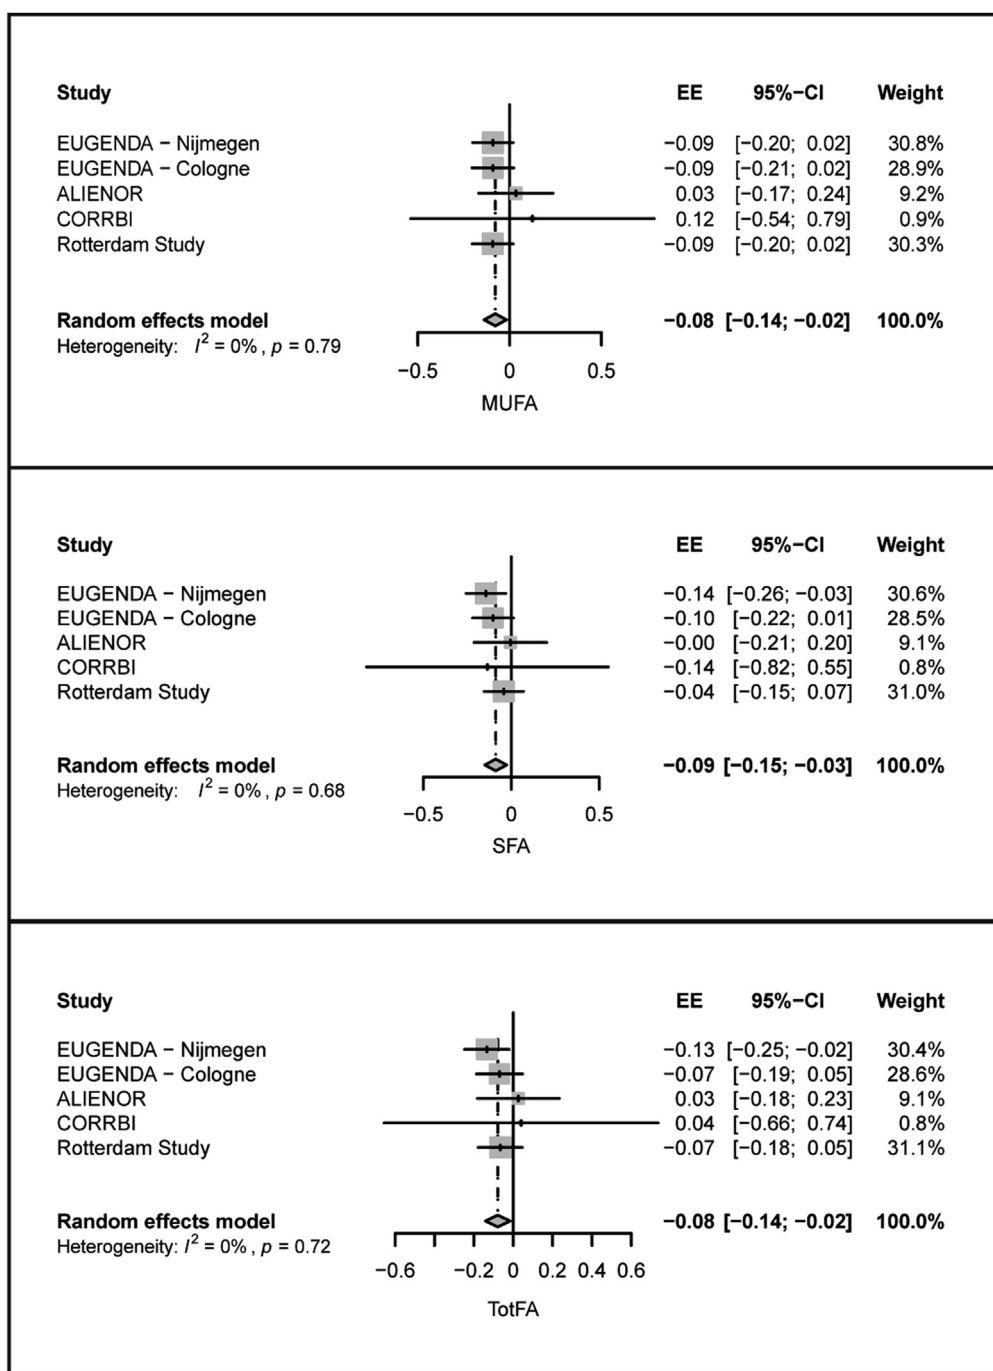 Study EE 95%−CI Weight
EUGENDA − Nijmegen −0.09 [−0.20; 0.02] 30.8%
EUGENDA − Cologne −0.09 [−0.21; 0.02] 28.9%
ALIENOR 0.03 [−0.17; 0.24] 9.2%
CORRBI 0.12 [−0.54; 0.79] 0.9%
Rotterdam Study −0.09 [−0.20; 0.02] 30.3%
Random effects model −0.08 [−0.14; −0.02] 100.0%
Heterogeneity: I² = 0%, p = 0.79
−0.5 0 0.5
MUFA
Study EE 95%−CI Weight
EUGENDA − Nijmegen −0.14 [−0.26; −0.03] 30.6%
EUGENDA − Cologne −0.10 [−0.22; 0.01] 28.5%
ALIENOR −0.00 [−0.21; 0.20] 9.1%
CORRBI −0.14 [−0.82; 0.55] 0.8%
Rotterdam Study −0.04 [−0.15; 0.07] 31.0%
Random effects model −0.09 [−0.15; −0.03] 100.0%
Heterogeneity: I² = 0%, p = 0.68
−0.5 0 0.5
SFA
Study EE 95%−CI Weight
EUGENDA − Nijmegen −0.13 [−0.25; −0.02] 30.4%
EUGENDA − Cologne −0.07 [−0.19; 0.05] 28.6%
ALIENOR 0.03 [−0.18; 0.23] 9.1%
CORRBI 0.04 [−0.66; 0.74] 0.8%
Rotterdam Study −0.07 [−0.18; 0.05] 31.1%
Random effects model −0.08 [−0.14; −0.02] 100.0%
Heterogeneity: I² = 0%, p = 0.72
−0.6 −0.2 0 0.2 0.4 0.6
TotFA